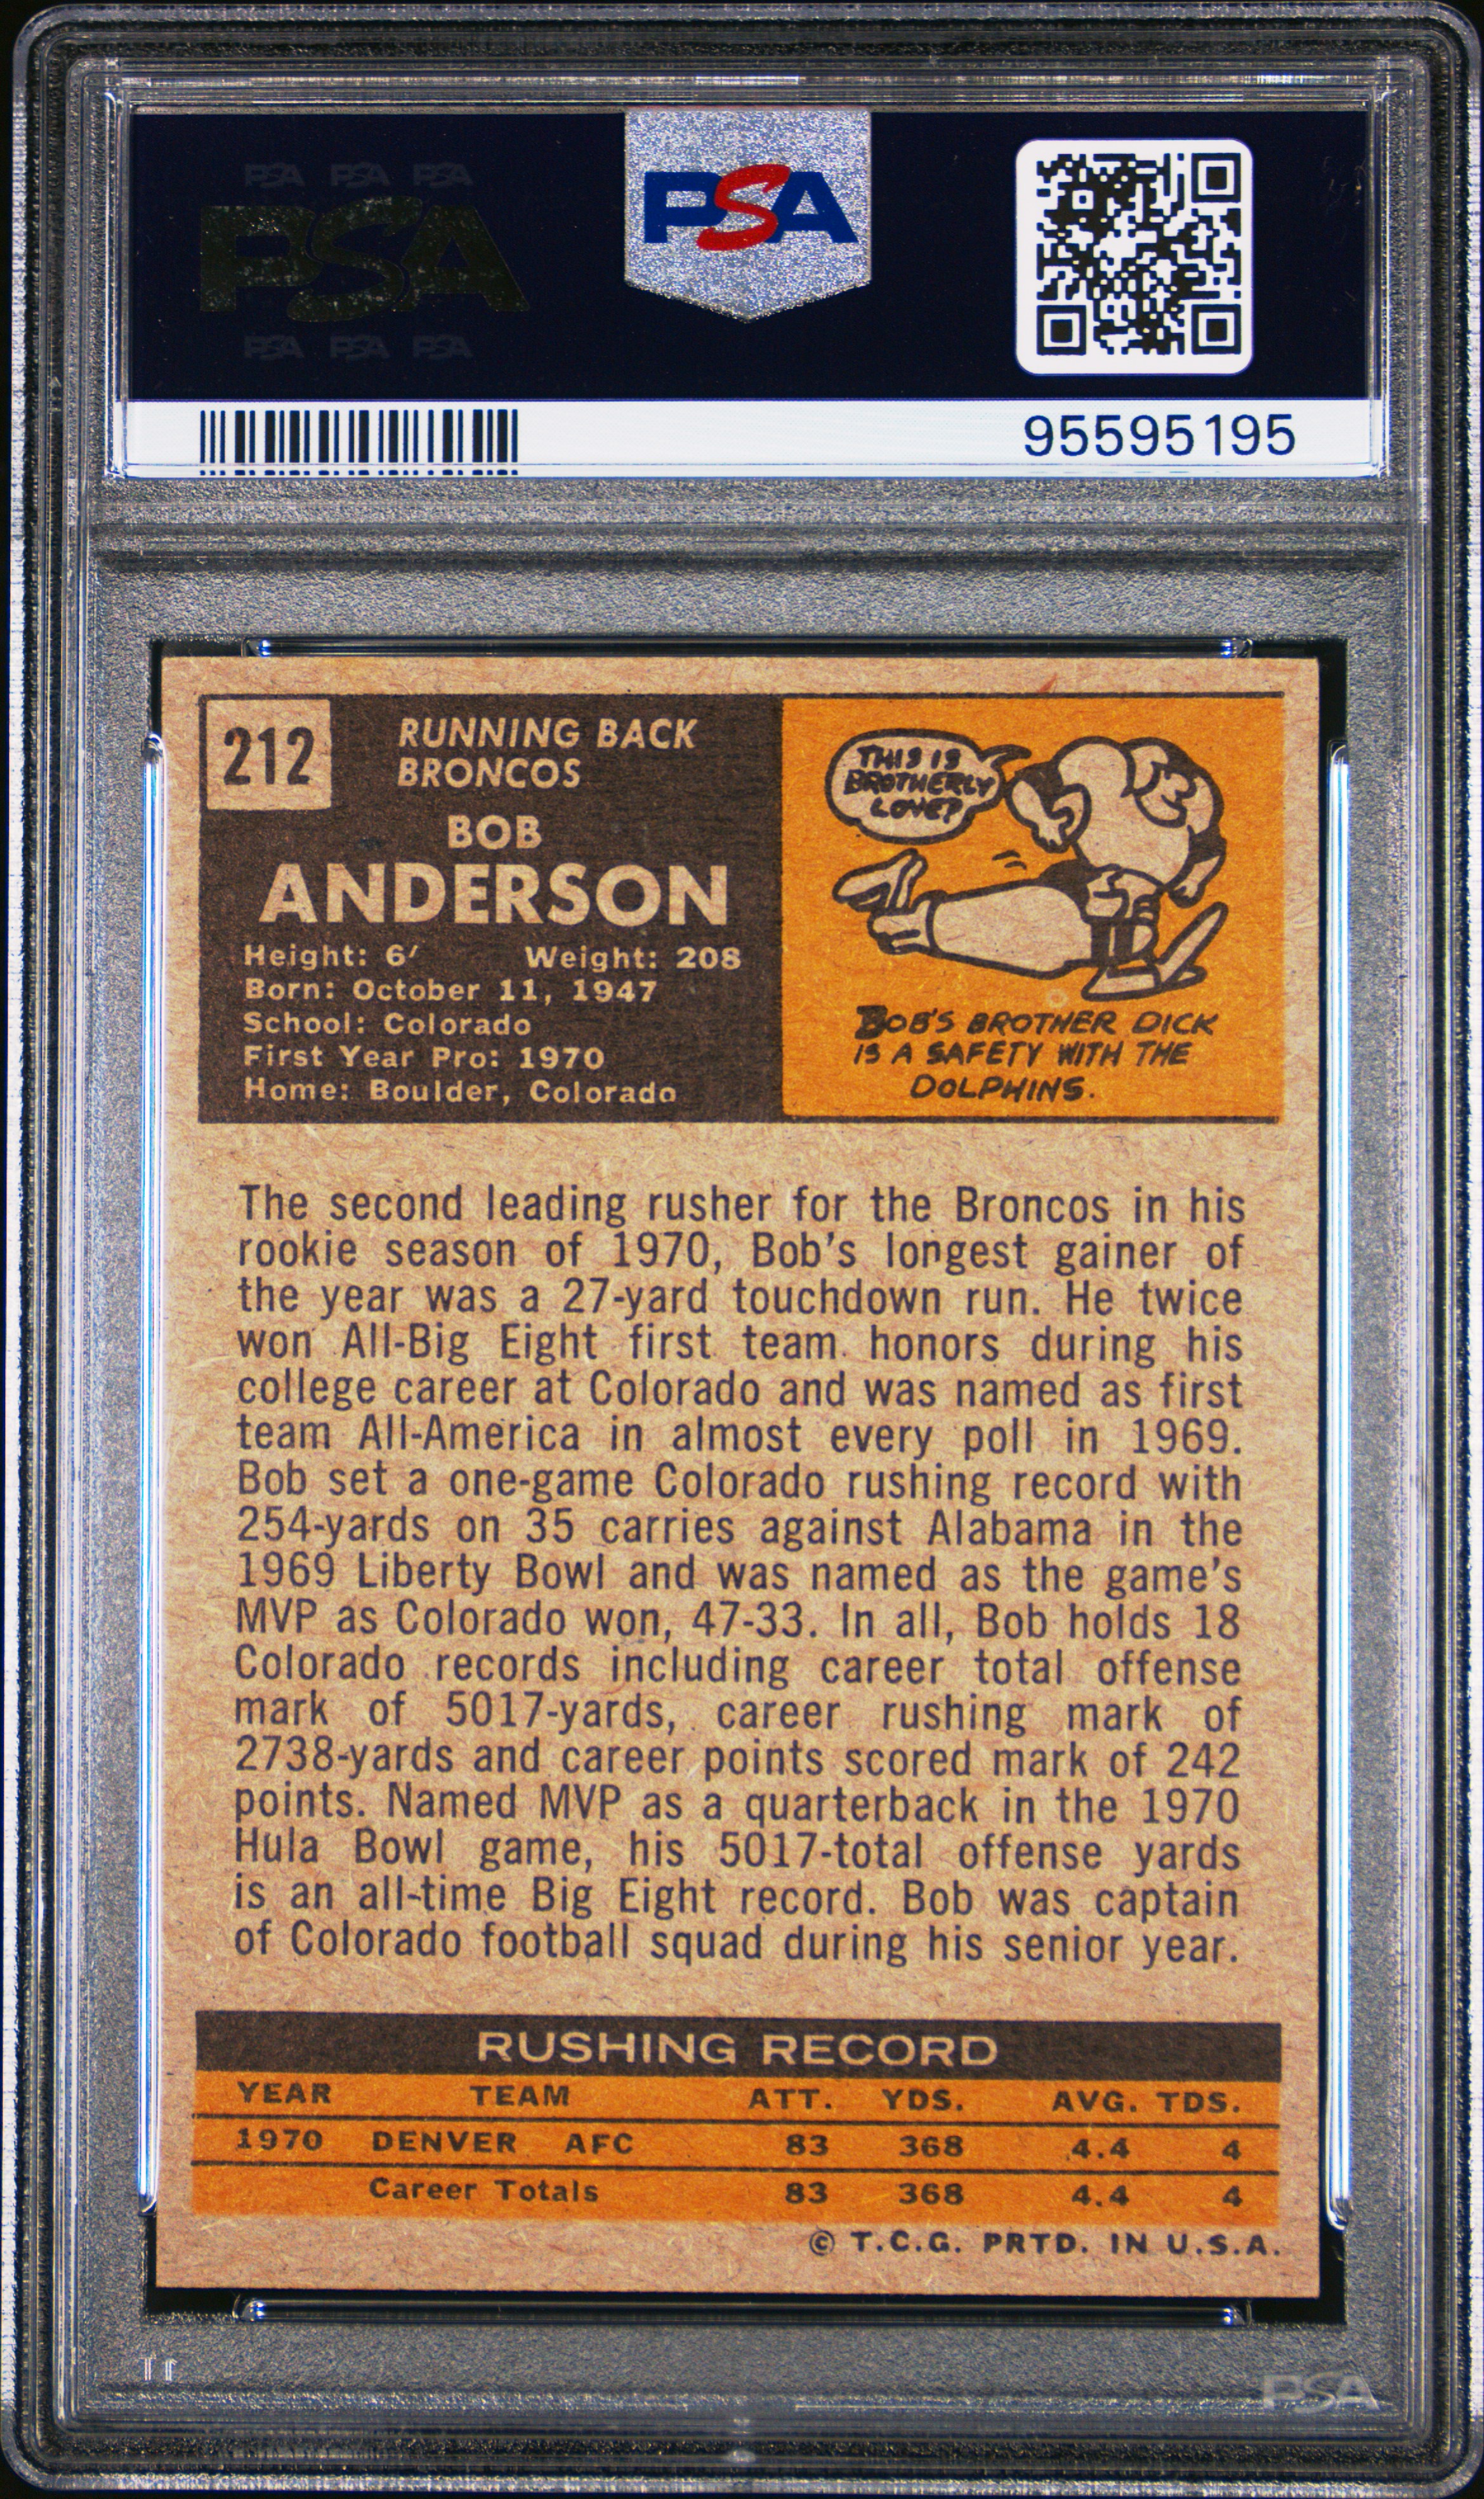 PSA PSA PSA
PSA
PSA PSA PSA
PSA
95595195
212
RUNNING BACK
BRONCOS
BOB
ANDERSON
Height: 6' Weight: 208
Born: October 11, 1947
School: Colorado
First Year Pro: 1970
Home: Boulder, Colorado
THIS IS
BROTHERLY
LOVE?
BOB'S BROTHER DICK
IS A SAFETY WITH THE
DOLPHINS.
The second leading rusher for the Broncos in his
rookie season of 1970, Bob's longest gainer of
the year was a 27-yard touchdown run. He twice
won All-Big Eight first team honors during his
college career at Colorado and was named as first
team All-America in almost every poll in 1969.
Bob set a one-game Colorado rushing record with
254-yards on 35 carries against Alabama in the
1969 Liberty Bowl and was named as the game's
MVP as Colorado won, 47-33. In all, Bob holds 18
Colorado records including career total offense
mark of 5017-yards, career rushing mark of
2738-yards and career points scored mark of 242
points. Named MVP as a quarterback in the 1970
Hula Bowl game, his 5017-total offense yards
is an all-time Big Eight record. Bob was captain
of Colorado football squad during his senior year.
RUSHING RECORD
YEAR TEAM ATT. YDS. AVG. TDS.
1970 DENVER AFC 83 368 4.4 4
Career Totals 83 368 4.4 4
© T.C.G. PRTD. IN U.S.A.
PSA